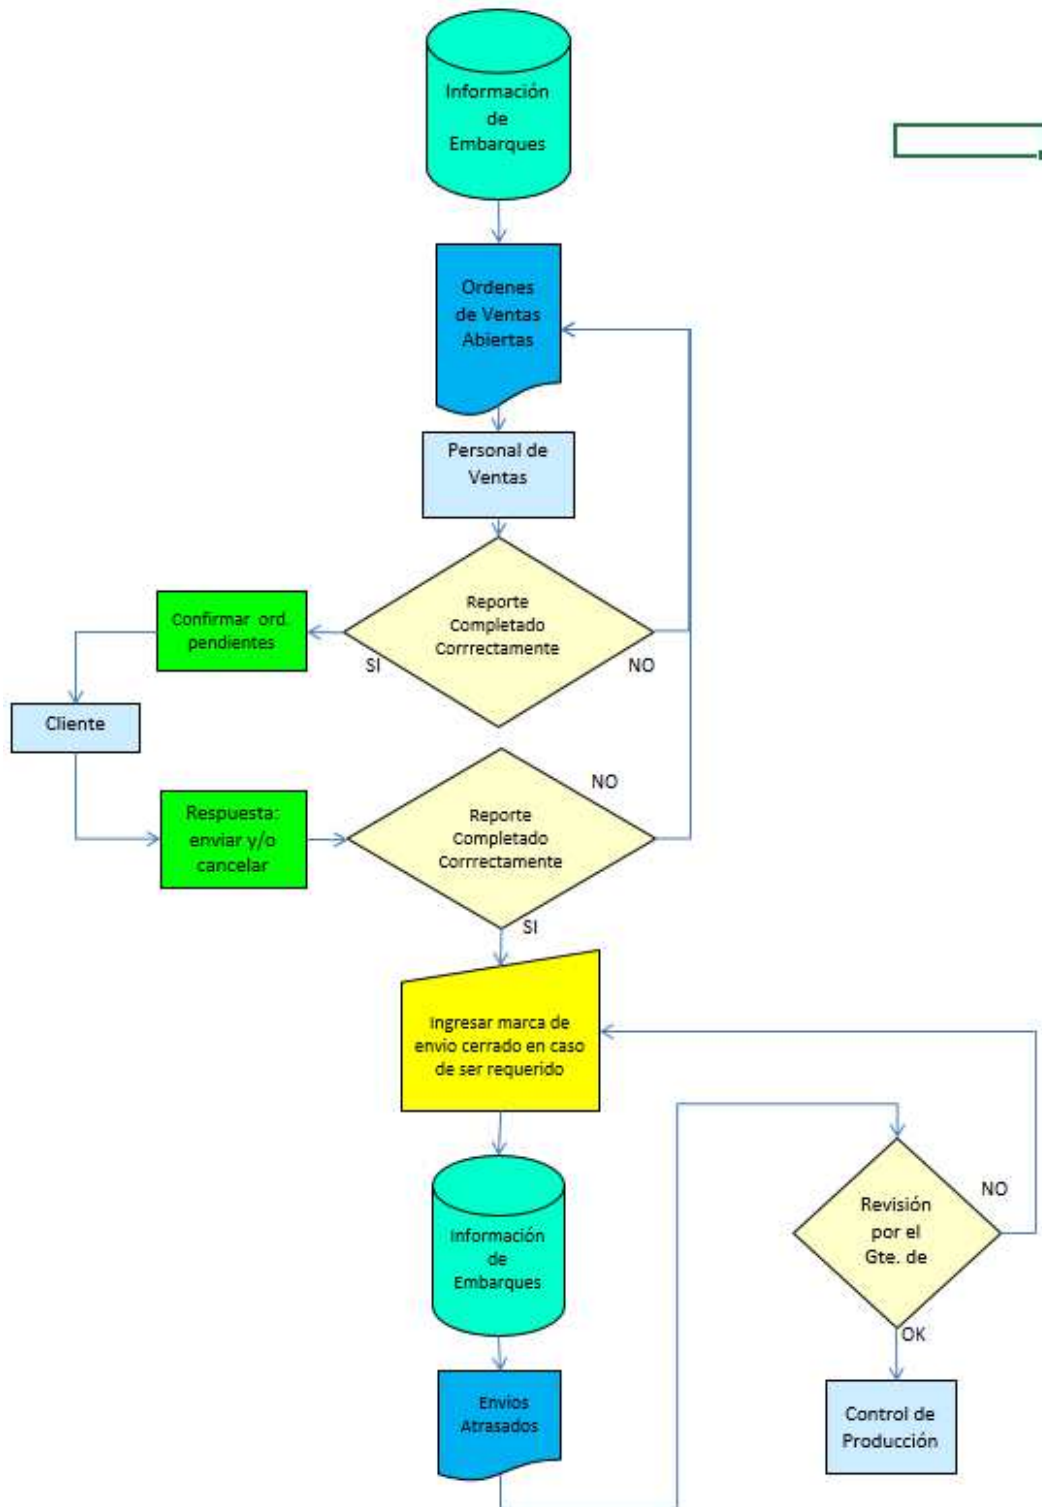 Información
de
Embarques
Ordenes
de Ventas
Abiertas
Personal de
Ventas
Reporte
Completado
Corrrectamente
SI
NO
Confirmar ord.
pendientes
Cliente
Respuesta:
enviar y/o
cancelar
Reporte
Completado
Corrrectamente
NO
SI
Ingresar marca de
envio cerrado en caso
de ser requerido
Información
de
Embarques
Envios
Atrasados
Revisión
por el
Gte. de
NO
OK
Control de
Producción